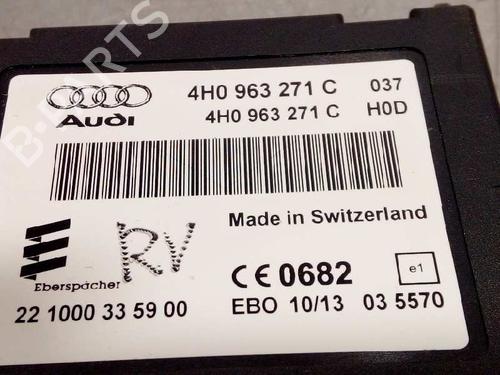 4H0 963 271 C 037
Audi 4H0 963 271 C H0D
Made in Switzerland
RV
CE 0682 e1
Eberspächer
22 1000 33 59 00 EBO 10/13 03 5570
B-PARTS